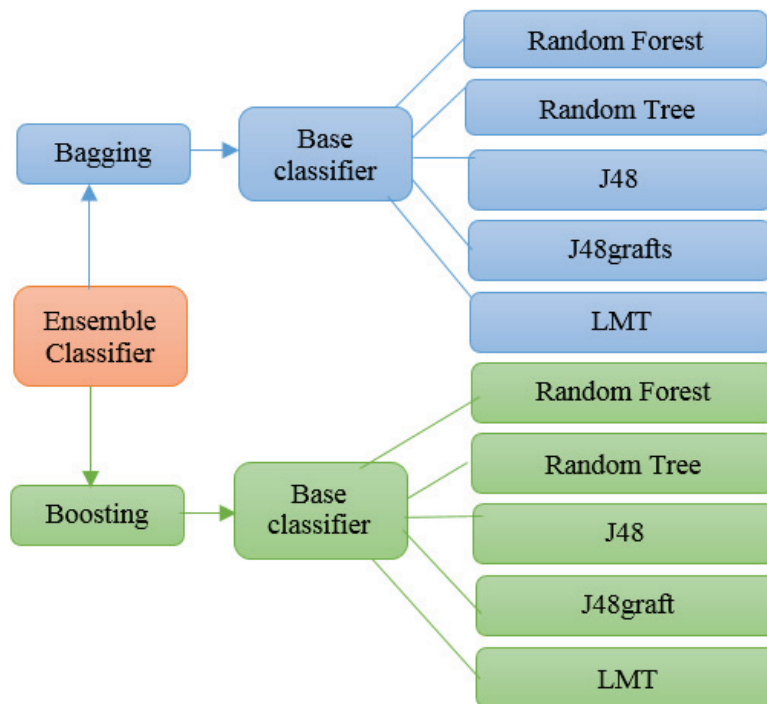 Random Forest
Random Tree
Bagging
Base
classifier
J48
J48grafts
LMT
Ensemble
Classifier
Random Forest
Random Tree
Boosting
Base
classifier
J48
J48graft
LMT